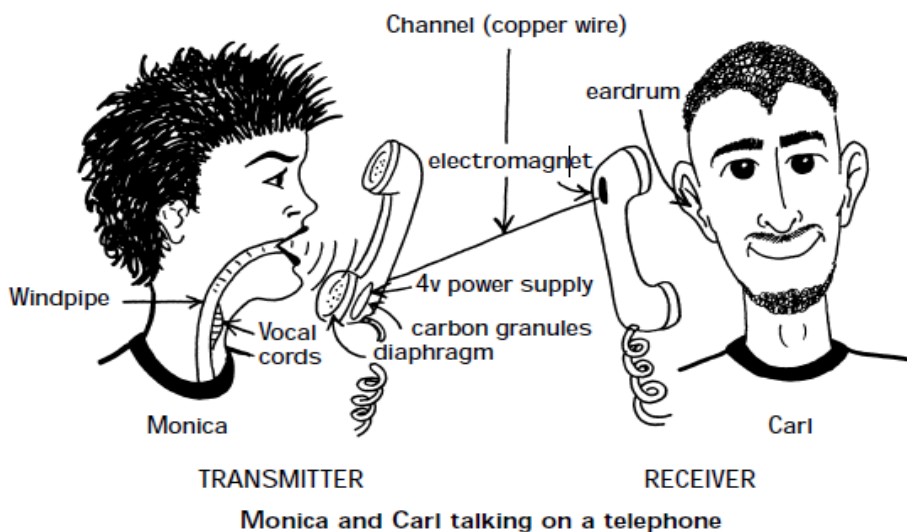 Channel (copper wire)
eardrum
electromagnet
4v power supply
Windpipe
carbon granules
Vocal
cords
diaphragm
Monica
Carl
TRANSMITTER
RECEIVER
Monica and Carl talking on a telephone